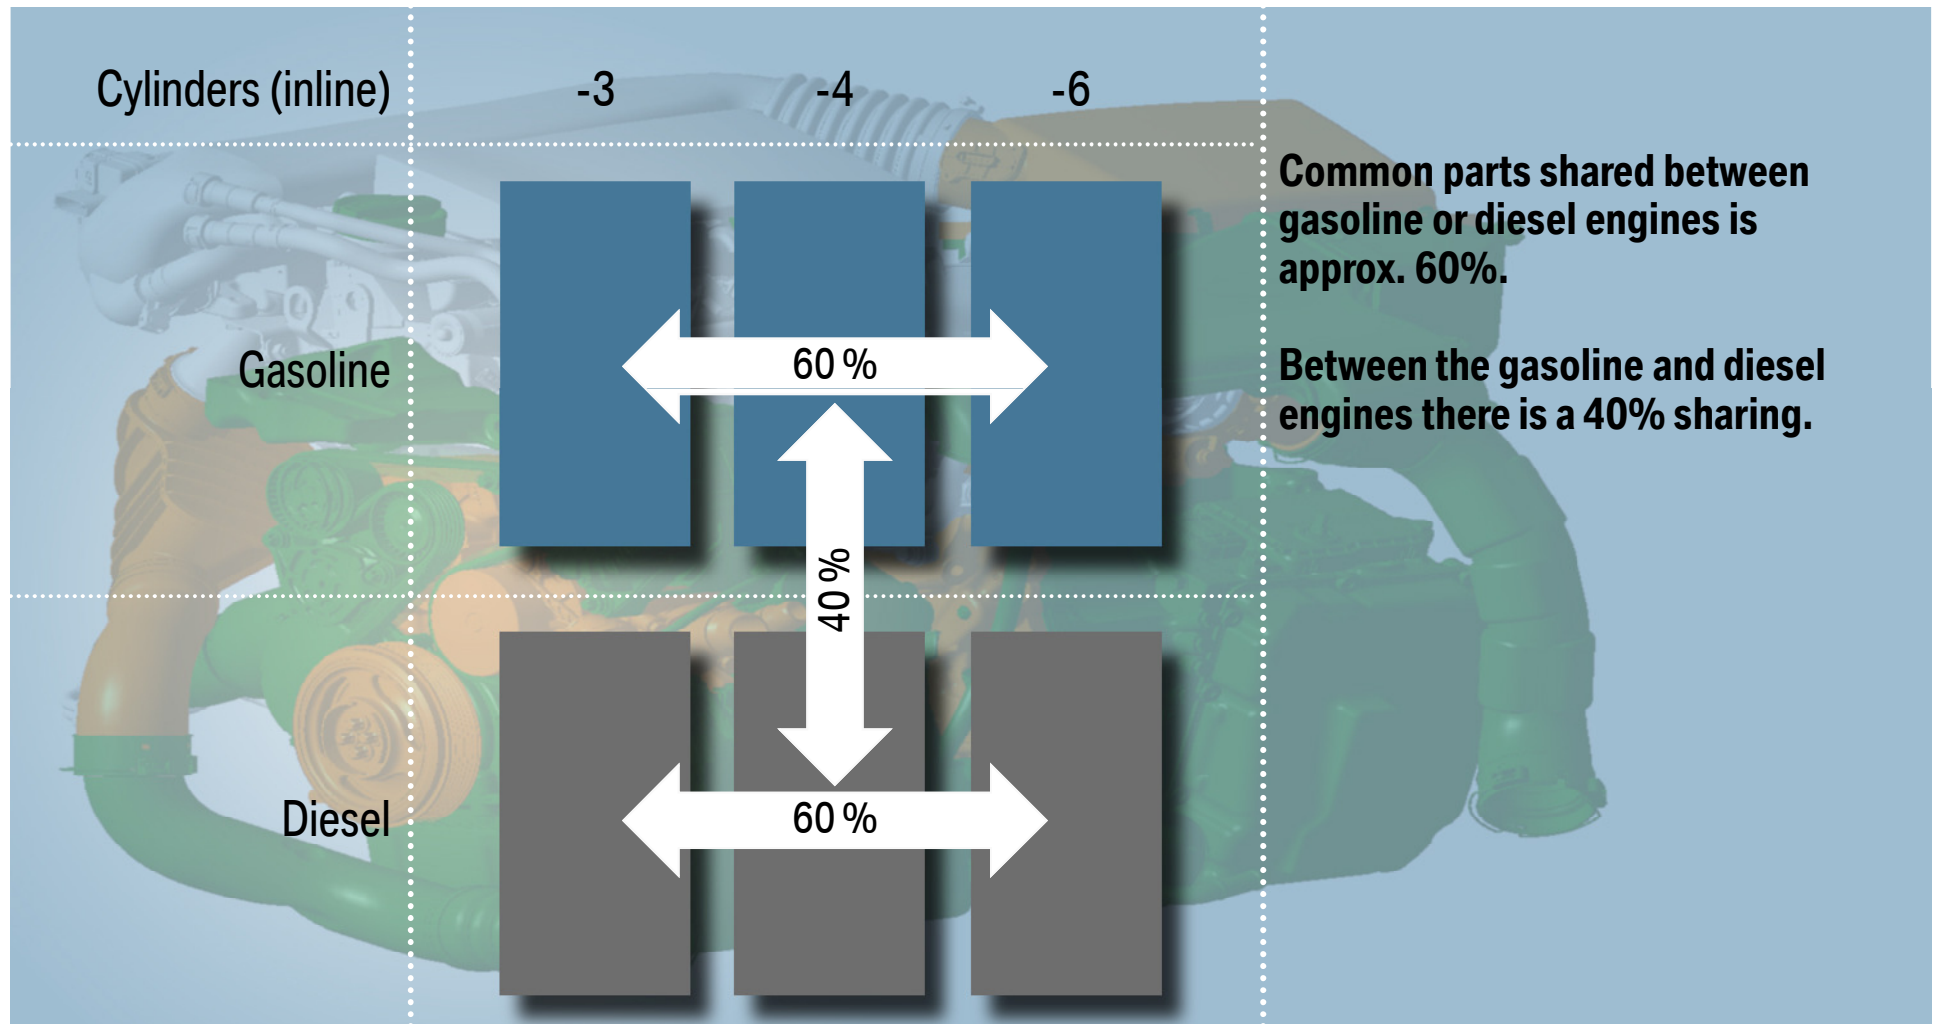 Cylinders (inline) -3 -4 -6
Common parts shared between
gasoline or diesel engines is
approx. 60%.
Between the gasoline and diesel
engines there is a 40% sharing.
Gasoline
60 %
40 %
Diesel
60 %